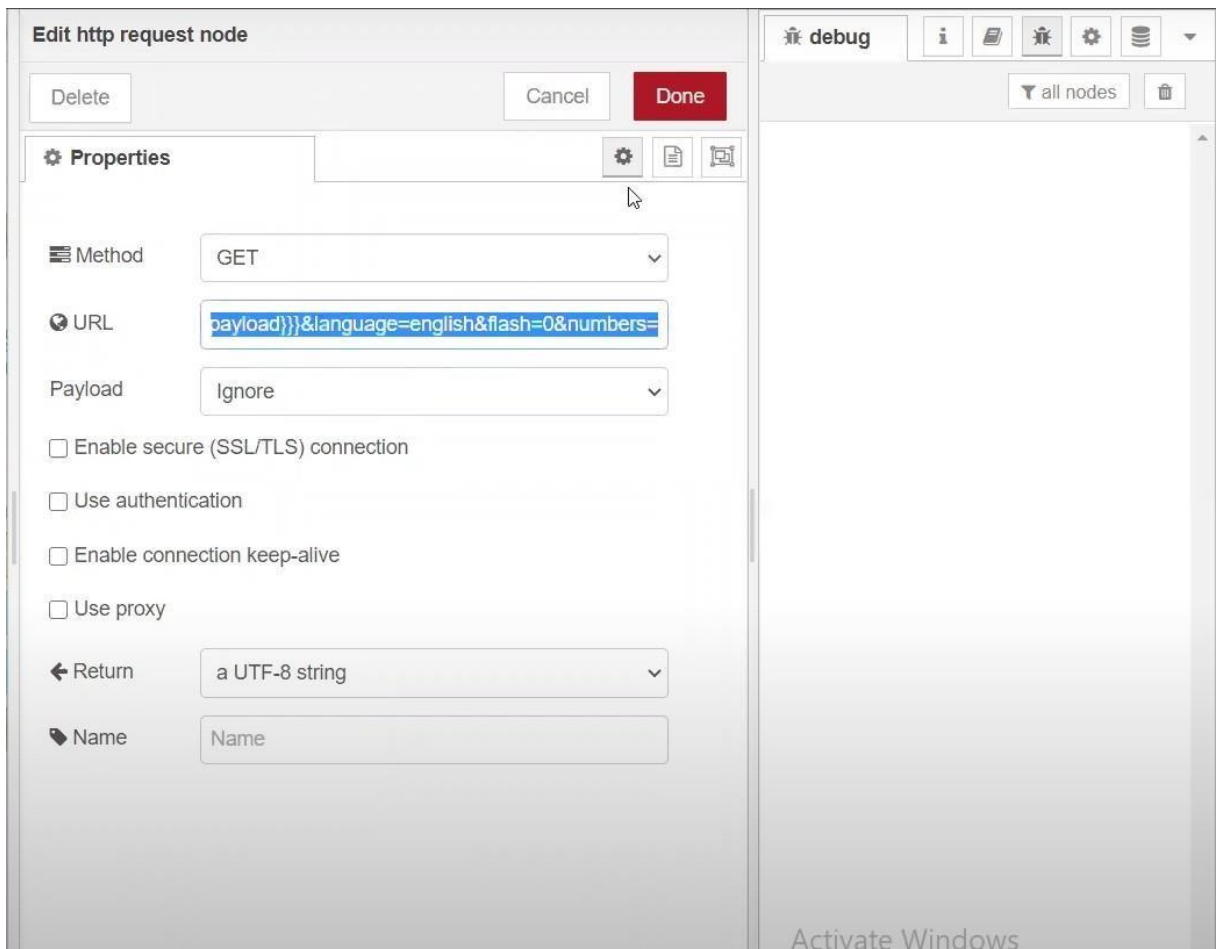 Edit http request node
debug
i
Delete
Cancel
Done
all nodes
Properties
Method
GET
URL
payload}}}&language=english&flash=0&numbers=
Payload
Ignore
Enable secure (SSL/TLS) connection
Use authentication
Enable connection keep-alive
Use proxy
Return
a UTF-8 string
Name
Name
Activate Windows